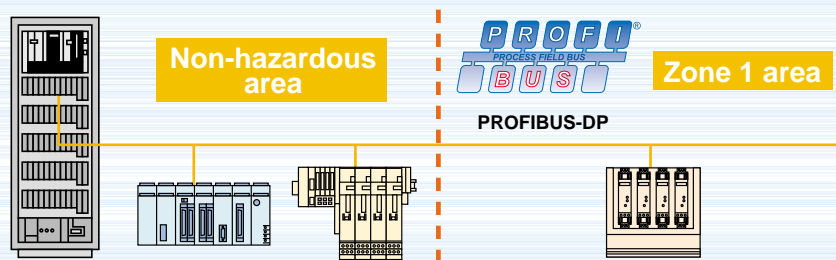 Non-hazardous
area
PROFI®
PROCESS FIELD BUS
BUS
PROFIBUS-DP
Zone 1 area